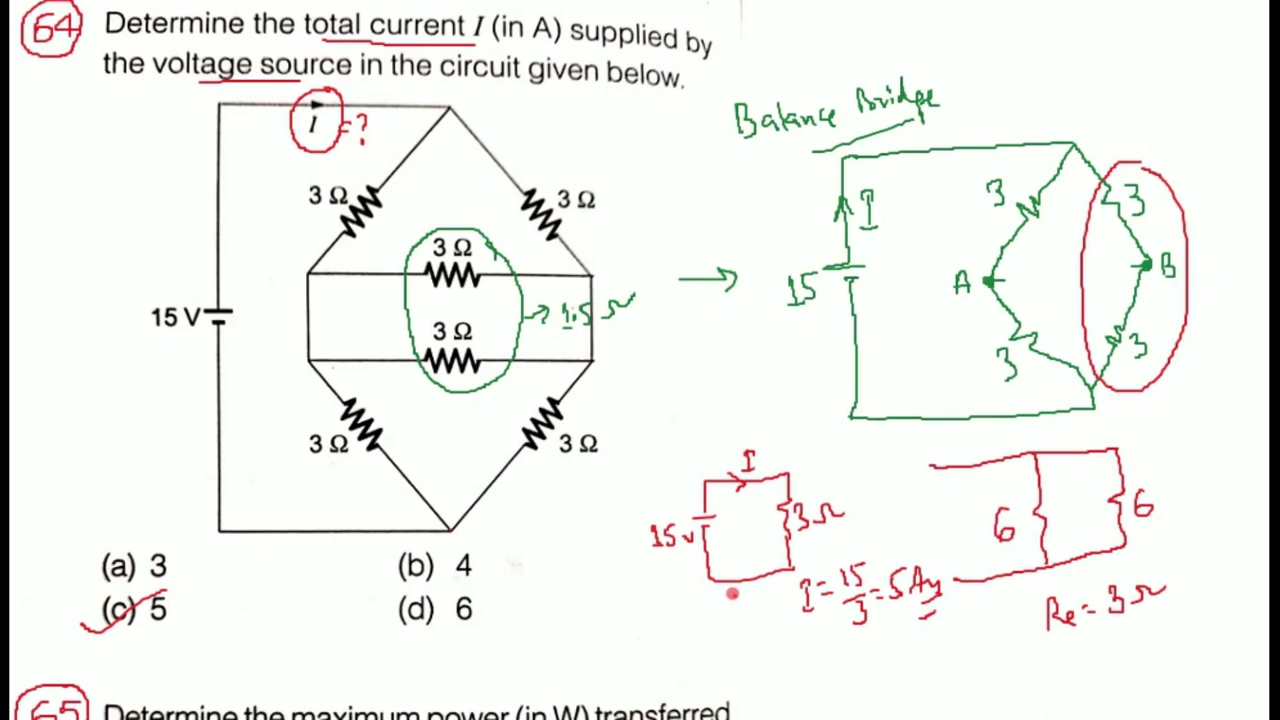 64 Determine the total current I (in A) supplied by
the voltage source in the circuit given below.
I =?
3 Ω
3 Ω
3 Ω
→ 1.5 Ω
15 V
3 Ω
3 Ω
3 Ω
(a) 3
(b) 4
(c) 5
(d) 6
Balance Bridge
I
15
3
3
A
B
3
3
I
15 v
3 Ω
6
6
I = 15/3 = 5 A
Re = 3 Ω
65 Determine the maximum power (in W) transferred